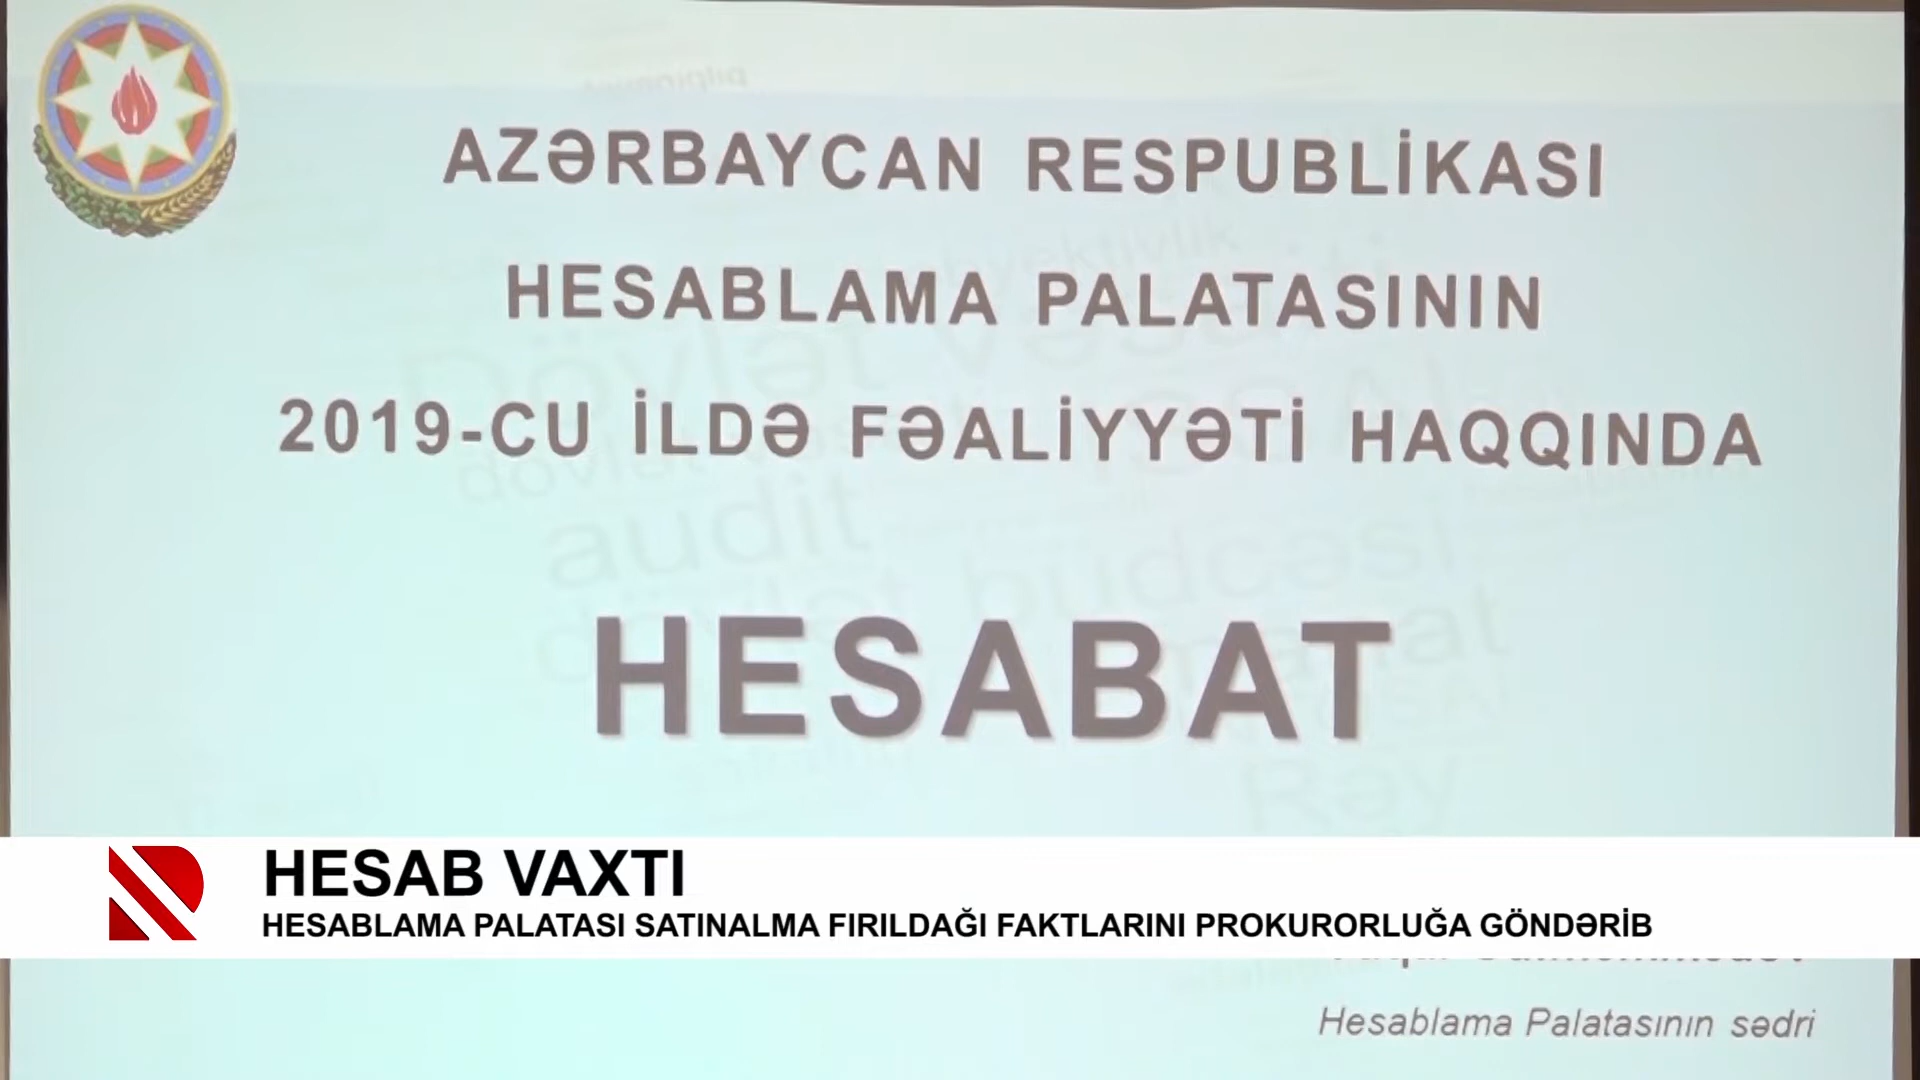 AZƏRBAYCAN RESPUBLİKASI
HESABLAMA PALATASININ
2019-CU İLDƏ FƏALİYYƏTİ HAQQINDA
HESABAT
HESAB VAXTI
HESABLAMA PALATASI SATINALMA FIRILDAĞI FAKTLARINI PROKURORLUĞA GÖNDƏRİB
Hesablama Palatasının sədri